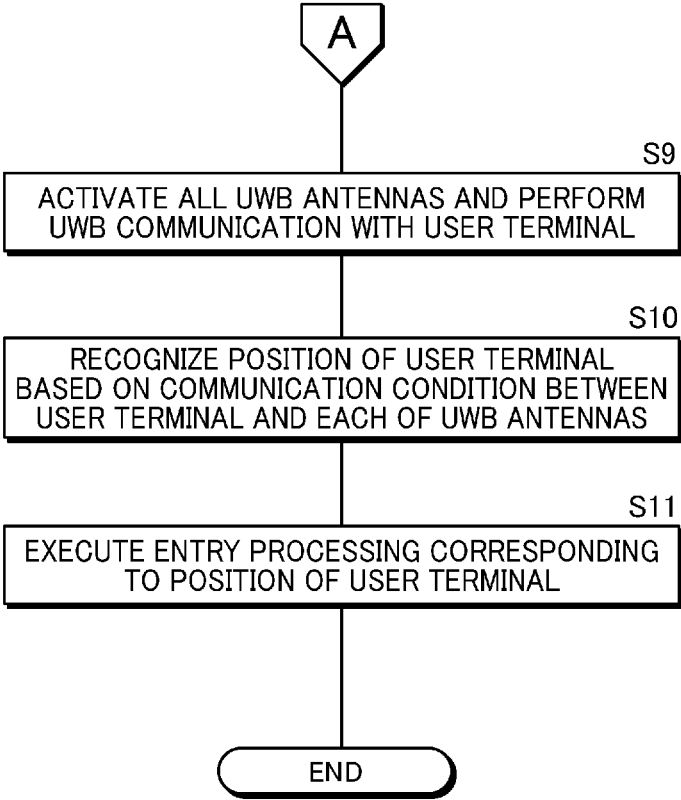 A
S9
ACTIVATE ALL UWB ANTENNAS AND PERFORM
UWB COMMUNICATION WITH USER TERMINAL
S10
RECOGNIZE POSITION OF USER TERMINAL
BASED ON COMMUNICATION CONDITION BETWEEN
USER TERMINAL AND EACH OF UWB ANTENNAS
S11
EXECUTE ENTRY PROCESSING CORRESPONDING
TO POSITION OF USER TERMINAL
END